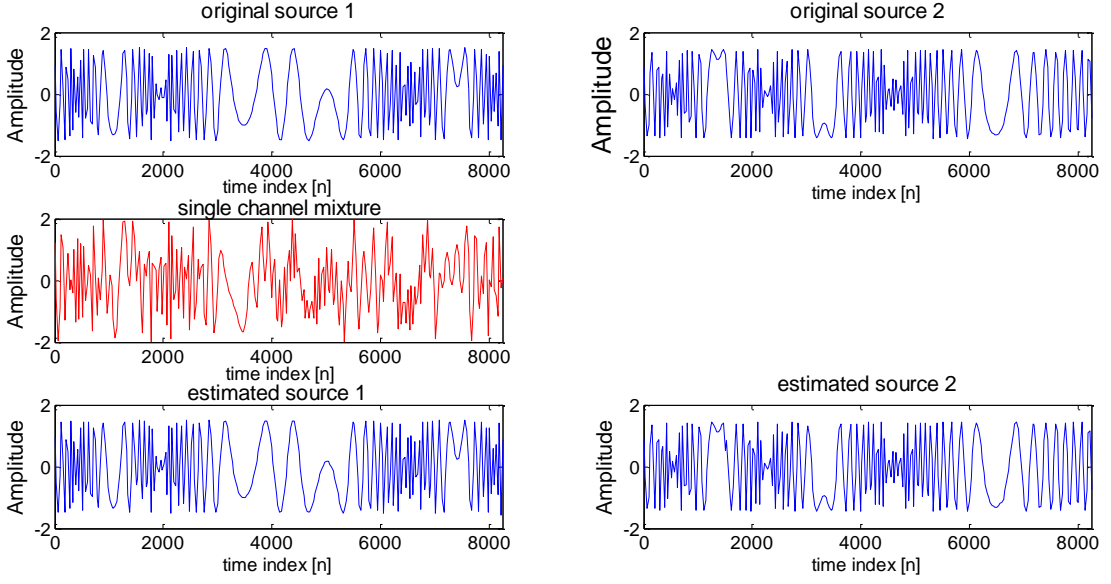 original source 1
Amplitude
2
0
-2
0 2000 4000 6000 8000
time index [n]
original source 2
Amplitude
2
0
-2
0 2000 4000 6000 8000
time index [n]
single channel mixture
Amplitude
2
0
-2
0 2000 4000 6000 8000
time index [n]
estimated source 1
Amplitude
2
0
-2
0 2000 4000 6000 8000
time index [n]
estimated source 2
Amplitude
2
0
-2
0 2000 4000 6000 8000
time index [n]